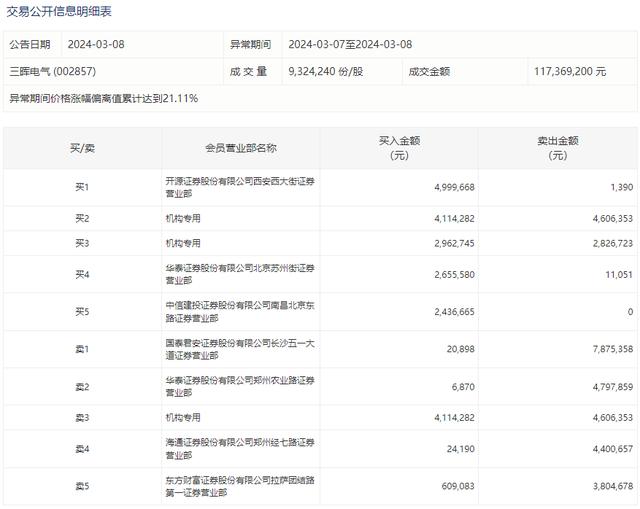 交易公开信息明细表
公告日期 2024-03-08 异常期间 2024-03-07至2024-03-08
三晖电气 (002857) 成 交 量 9,324,240 份/股 成交金额 117,369,200 元
异常期间价格涨幅偏离值累计达到21.11%
买/卖 会员营业部名称 买入金额 卖出金额
(元) (元)
买1 开源证券股份有限公司西安西大街证券 4,999,668 1,390
营业部
买2 机构专用 4,114,282 4,606,353
买3 机构专用 2,962,745 2,826,723
买4 华泰证券股份有限公司北京苏州街证券 2,655,580 11,051
营业部
买5 中信建投证券股份有限公司南昌北京东 2,436,665 0
路证券营业部
卖1 国泰君安证券股份有限公司长沙五一大 20,898 7,875,358
道证券营业部
卖2 华泰证券股份有限公司郑州农业路证券 6,870 4,797,859
营业部
卖3 机构专用 4,114,282 4,606,353
卖4 海通证券股份有限公司郑州经七路证券 24,190 4,400,657
营业部
卖5 东方财富证券股份有限公司拉萨团结路 609,083 3,804,678
第一证券营业部